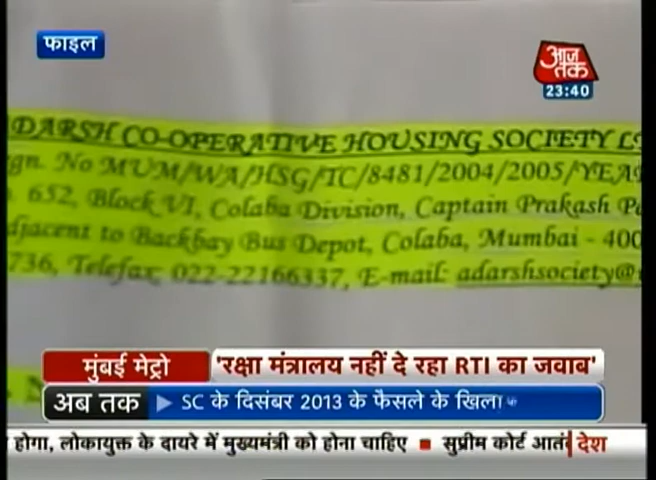 फाइल
आज तक
23:40
DARSH CO-OPERATIVE HOUSING SOCIETY
gn. No MUM/WA/HSG/TC/8481/2004/2005/YEA
652, Block VI, Colaba Division, Captain Prakash
djacent to Backbay Bus Depot, Colaba, Mumbai - 400
736, Telefax 022-22166337, E-mail: adarshsociety@
मुंबई मेट्रो
'रक्षा मंत्रालय नहीं दे रहा RTI का जवाब'
अब तक
SC के दिसंबर 2013 के फैसले के खिला
होगा, लोकायुक्त के दायरे में मुख्यमंत्री को होना चाहिए ■ सुप्रीम कोर्ट
देश